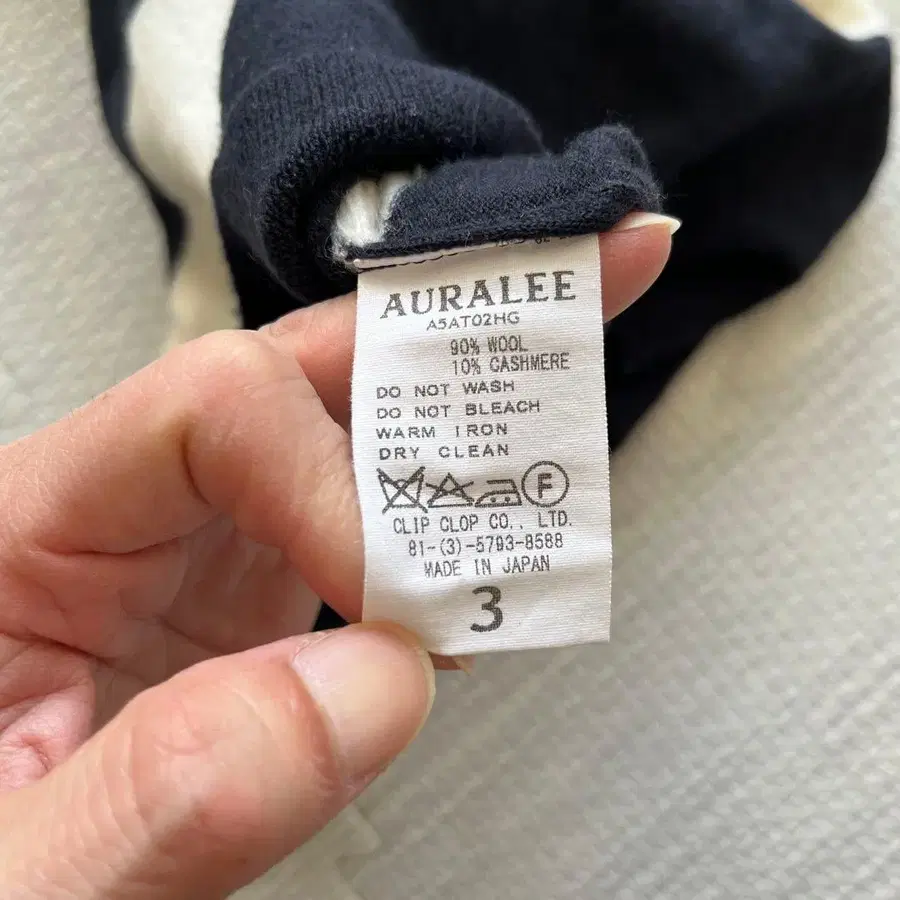 AURALEE
A5AT02HG
90% WOOL
10% CASHMERE
DO NOT WASH
DO NOT BLEACH
WARM IRON
DRY CLEAN
F
CLIP CLOP CO., LTD.
81-(3)-5793-8588
MADE IN JAPAN
3